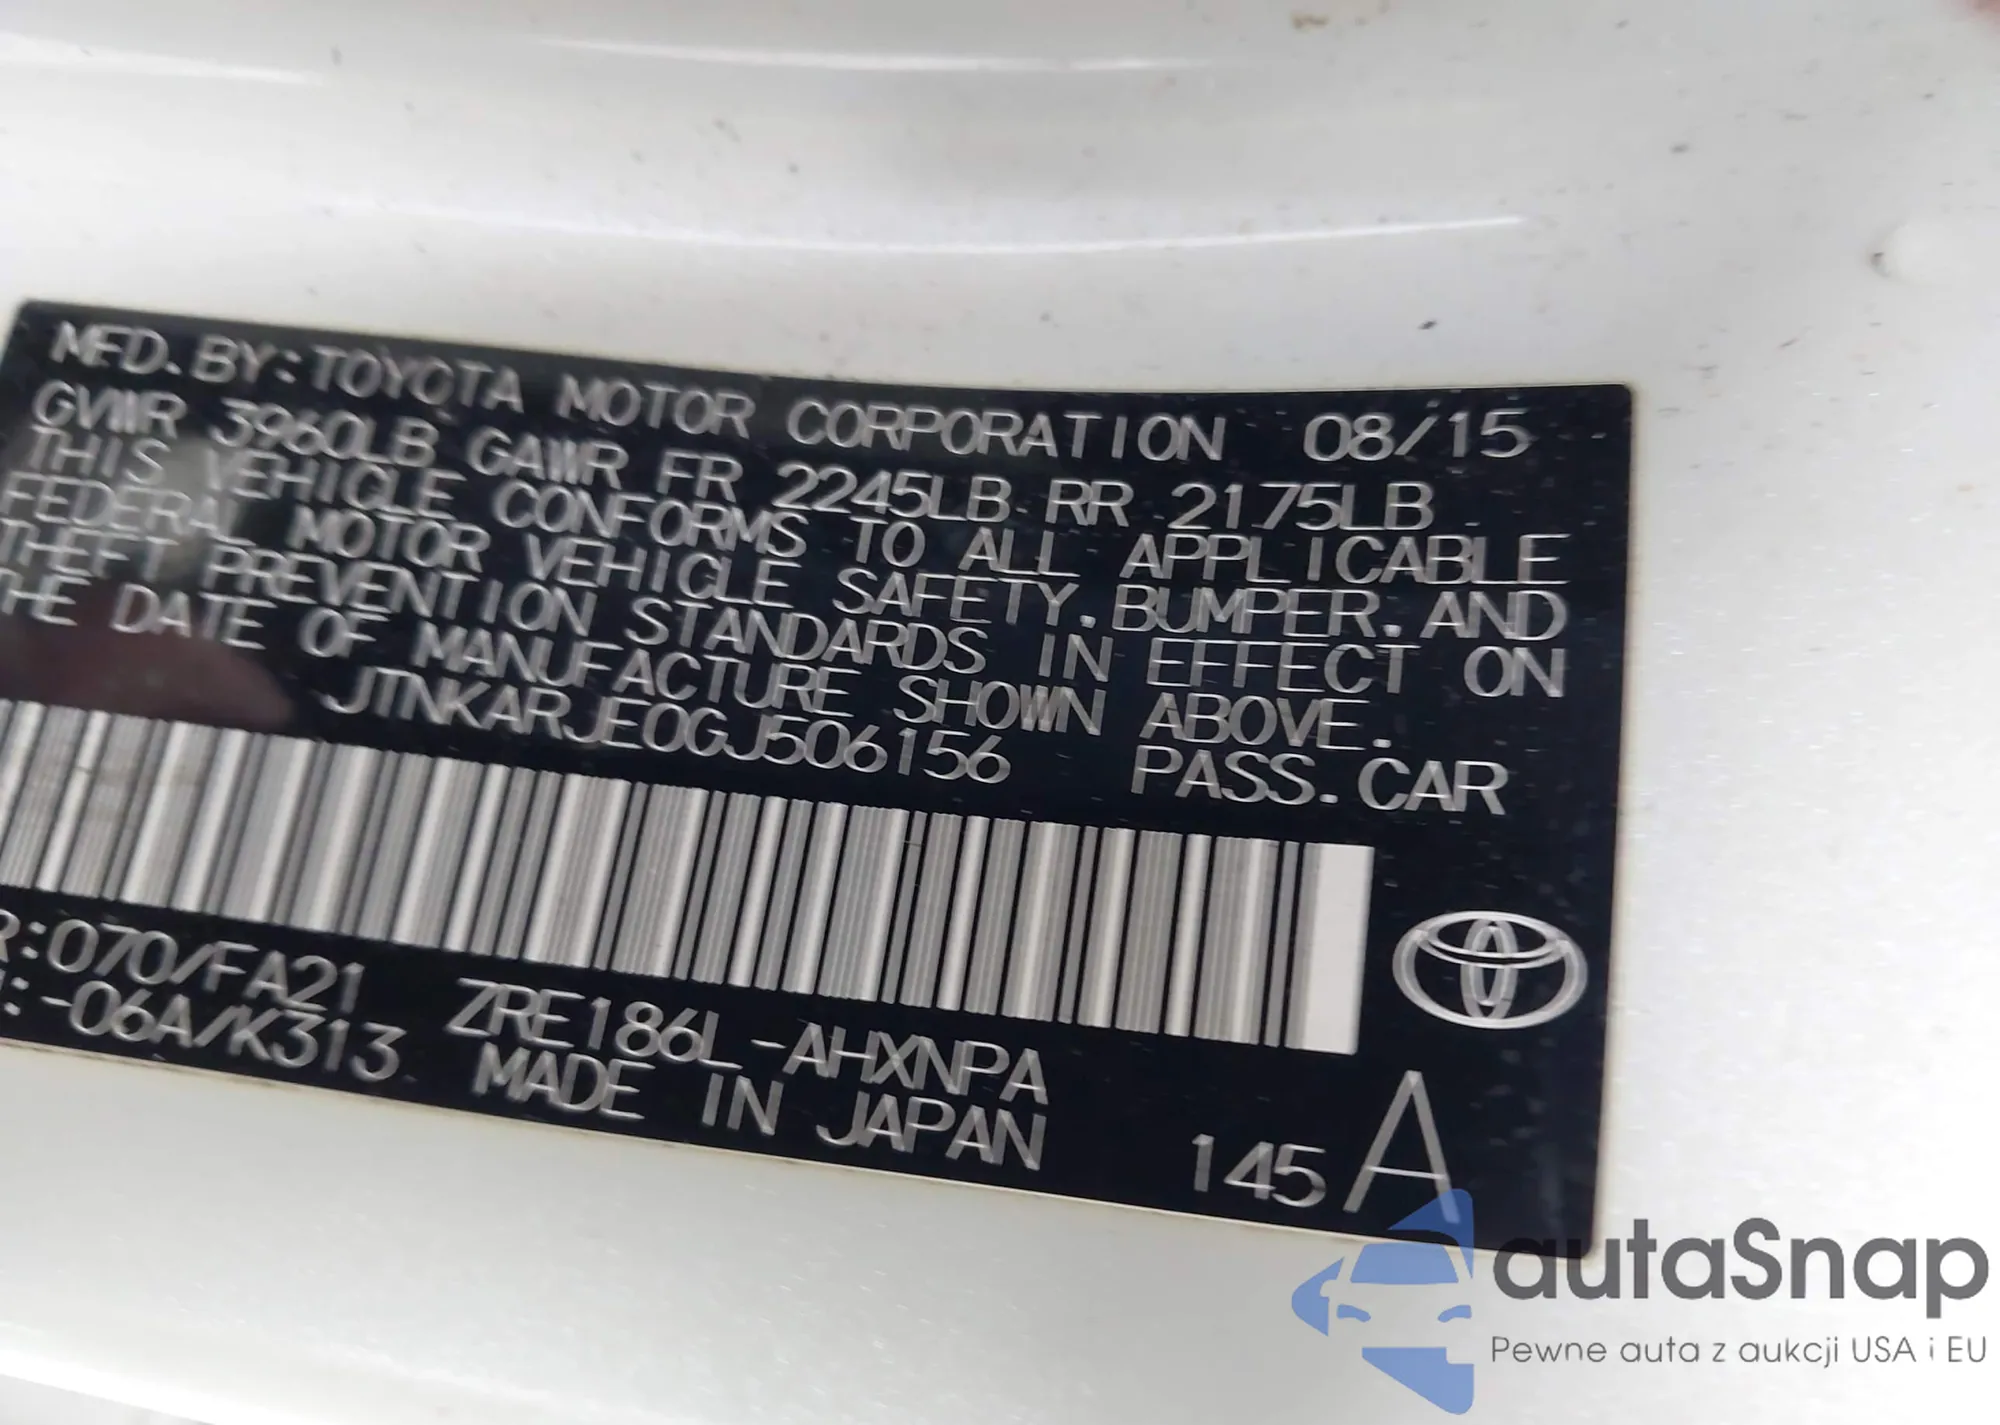 MFD. BY: TOYOTA MOTOR CORPORATION 08/15
GVWR 3960LB GAWR FR 2245LB RR 2175LB
THIS VEHICLE CONFORMS TO ALL APPLICABLE
FEDERAL MOTOR VEHICLE SAFETY, BUMPER, AND
THEFT PREVENTION STANDARDS IN EFFECT ON
THE DATE OF MANUFACTURE SHOWN ABOVE.
JTNKARJE0GJ506156 PASS. CAR
R:070/FA21 ZRE186L-AHXNPA
:-06A/K313 MADE IN JAPAN
145 A
autaSnap
Pewne auta z aukcji USA i EU